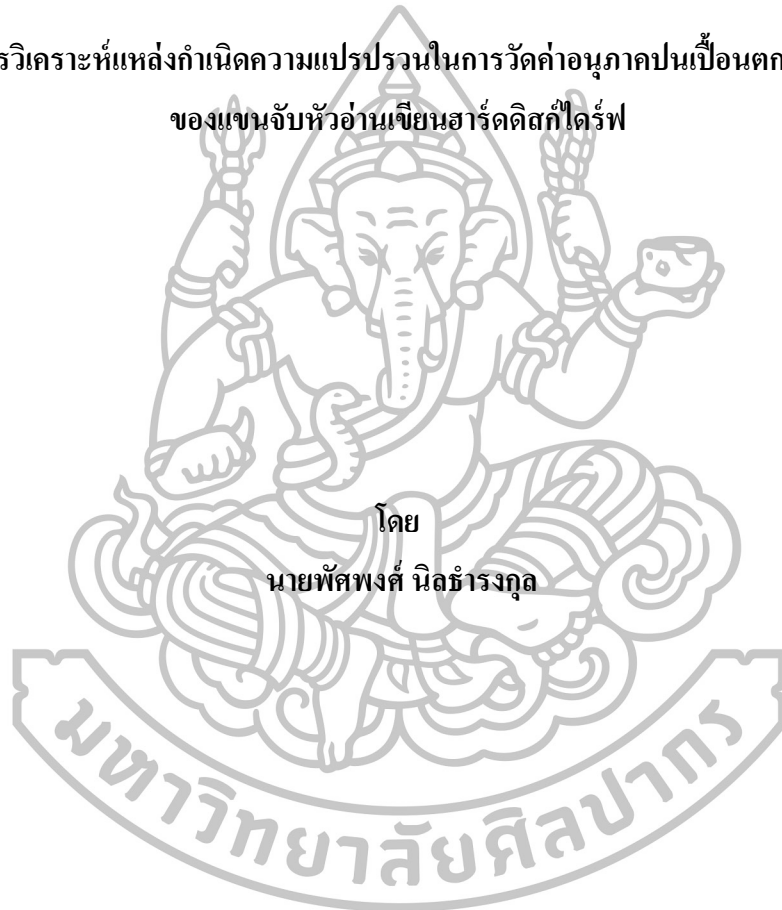 รวิเคราะห์แหล่งกำเนิดความแปรปรวนในการวัดค่าอนุภาคปนเปื้อนตก
ของแขนจับหัวอ่านเขียนฮาร์ดดิสก์ไดร์ฟ
โดย
นายพัศพงศ์ นิลธำรงกุล
มหาวิทยาลัยศิลปากร